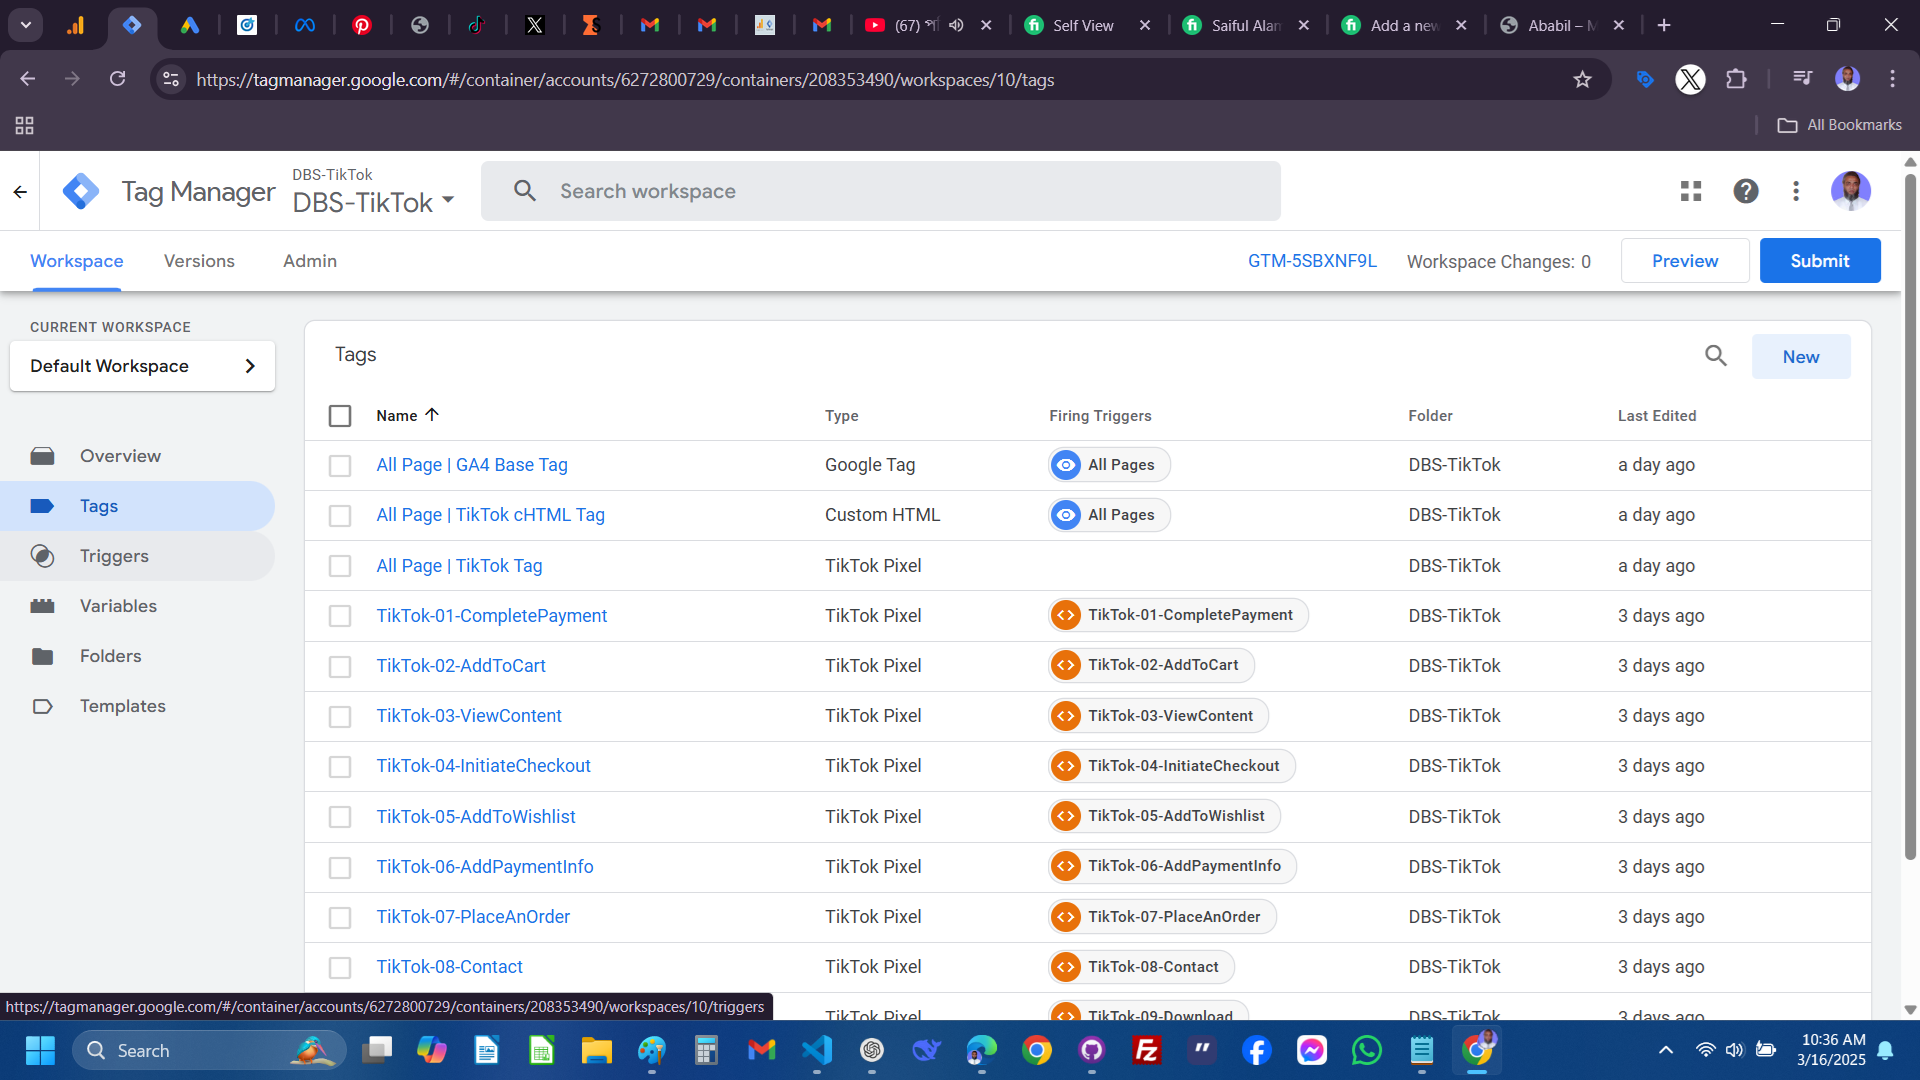 (67)
Self View
Saiful Alam
Add a new
Ababil – M
https://tagmanager.google.com/#/container/accounts/6272800729/containers/208353490/workspaces/10/tags
All Bookmarks
Tag Manager
DBS-TikTok
DBS-TikTok
Search workspace
Workspace
Versions
Admin
GTM-5SBXNF9L
Workspace Changes: 0
Preview
Submit
CURRENT WORKSPACE
Default Workspace
Overview
Tags
Triggers
Variables
Folders
Templates
Tags
New
Name Type Firing Triggers Folder Last Edited
All Page | GA4 Base Tag Google Tag All Pages DBS-TikTok a day ago
All Page | TikTok cHTML Tag Custom HTML All Pages DBS-TikTok a day ago
All Page | TikTok Tag TikTok Pixel DBS-TikTok a day ago
TikTok-01-CompletePayment TikTok Pixel TikTok-01-CompletePayment DBS-TikTok 3 days ago
TikTok-02-AddToCart TikTok Pixel TikTok-02-AddToCart DBS-TikTok 3 days ago
TikTok-03-ViewContent TikTok Pixel TikTok-03-ViewContent DBS-TikTok 3 days ago
TikTok-04-InitiateCheckout TikTok Pixel TikTok-04-InitiateCheckout DBS-TikTok 3 days ago
TikTok-05-AddToWishlist TikTok Pixel TikTok-05-AddToWishlist DBS-TikTok 3 days ago
TikTok-06-AddPaymentInfo TikTok Pixel TikTok-06-AddPaymentInfo DBS-TikTok 3 days ago
TikTok-07-PlaceAnOrder TikTok Pixel TikTok-07-PlaceAnOrder DBS-TikTok 3 days ago
TikTok-08-Contact TikTok Pixel TikTok-08-Contact DBS-TikTok 3 days ago
TikTok Pixel TikTok-09-Download DBS-TikTok 3 days ago
https://tagmanager.google.com/#/container/accounts/6272800729/containers/208353490/workspaces/10/triggers
Search
10:36 AM
3/16/2025